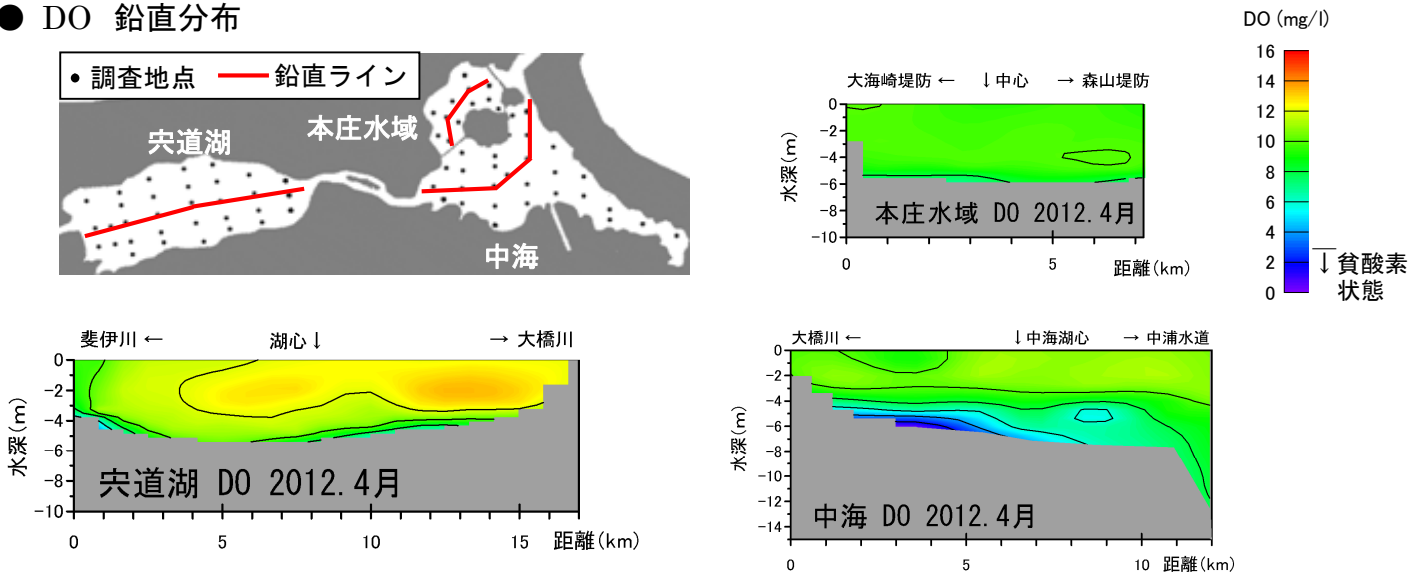 ● DO 鉛直分布
• 調査地点 鉛直ライン
宍道湖
本庄水域
中海
大海崎堤防 ← ↓中心 → 森山堤防
水深(m)
0
-2
-4
-6
-8
-10
本庄水域 DO 2012.4月
0 5 距離(km)
DO (mg/l)
16
14
12
10
8
6
4
2
0
↓貧酸素
状態
斐伊川 ← 湖心↓ → 大橋川
水深(m)
0
-2
-4
-6
-8
-10
宍道湖 DO 2012.4月
0 5 10 15 距離(km)
大橋川 ← ↓中海湖心 → 中浦水道
水深(m)
0
-2
-4
-6
-8
-10
-12
-14
中海 DO 2012.4月
0 5 10 距離(km)